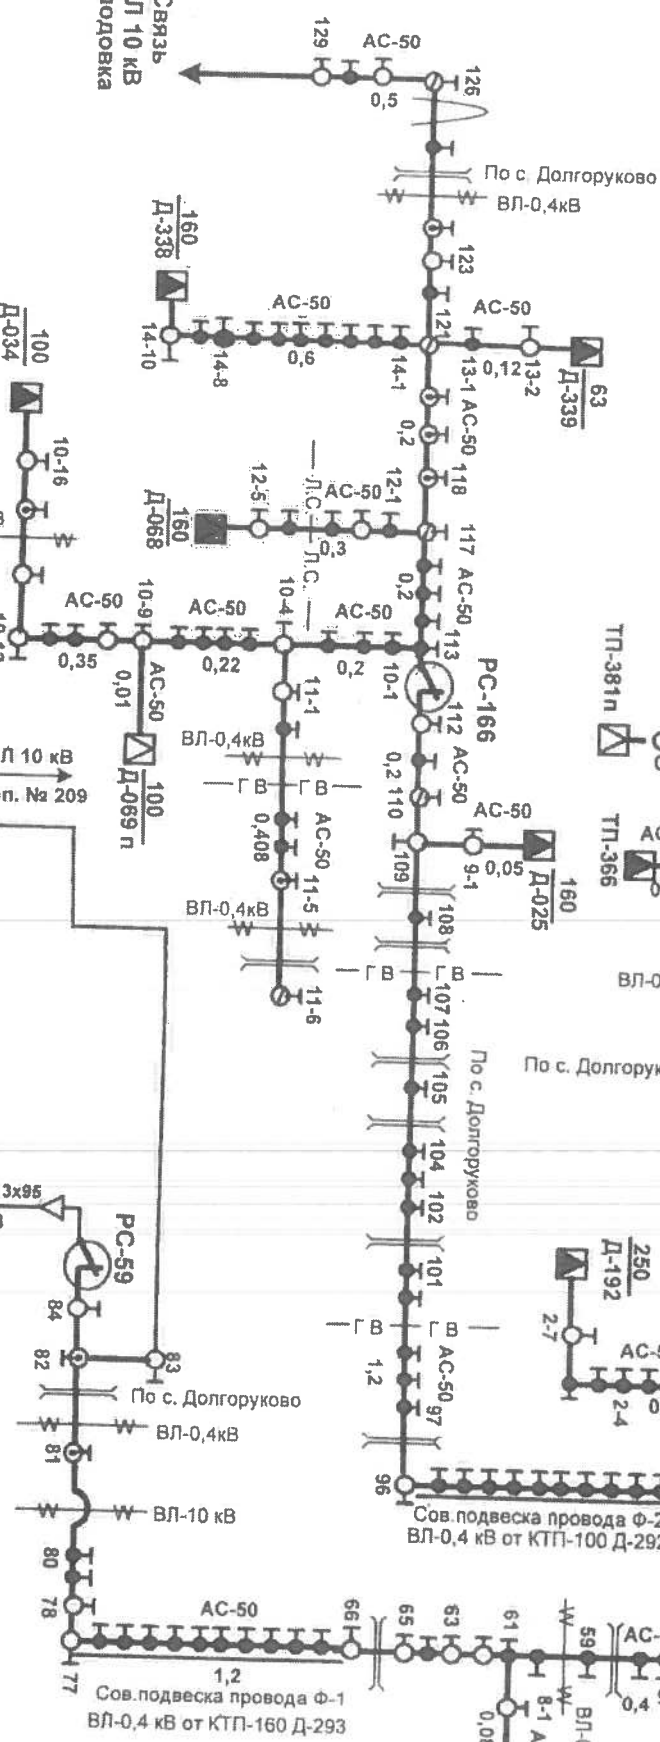 Связь
Л 10 кВ
129
АС-50
126
0,5
По с. Долгоруково
ВЛ-0,4кВ
160
Д-338
123
АС-50
121
АС-50
14-10
14-8
0,6
14-1
13-1
0,12
13-2
63
Д-339
100
Д-034
АС-50
0,2
118
10-16
160
Д-068
12-5
Л.С.
АС-50
12-1
0,3
Л.С.
117
АС-50
0,2
АС-50
10-9
АС-50
10-4
АС-50
113
0,35
0,01
АС-50
0,22
0,2
10-1
РС-166
11-1
112
ТП-381п
ВЛ-0,4кВ
АС-50
0,2
110
Л 10 кВ
оп. № 209
100
Д-069 п
ГВ
ГВ
АС-50
0,408
АС-50
109
9-1
0,05
160
Д-025
ТП-366
11-5
ВЛ-0,4кВ
108
ГВ
ГВ
11-6
107
106
По с. Долгоруково
105
104
102
3х95
РС-59
101
250
Д-192
84
ГВ
ГВ
2-7
82
83
1,2
АС-50
2-4
По с. Долгоруково
97
ВЛ-0,4кВ
81
96
ВЛ-10 кВ
Сов.подвеска провода Ф-2
ВЛ-0,4 кВ от КТП-100 Д-292
80
78
АС-50
66
65
63
61
59
77
1,2
8-1
0,4
Сов.подвеска провода Ф-1
ВЛ-0,4 кВ от КТП-160 Д-293